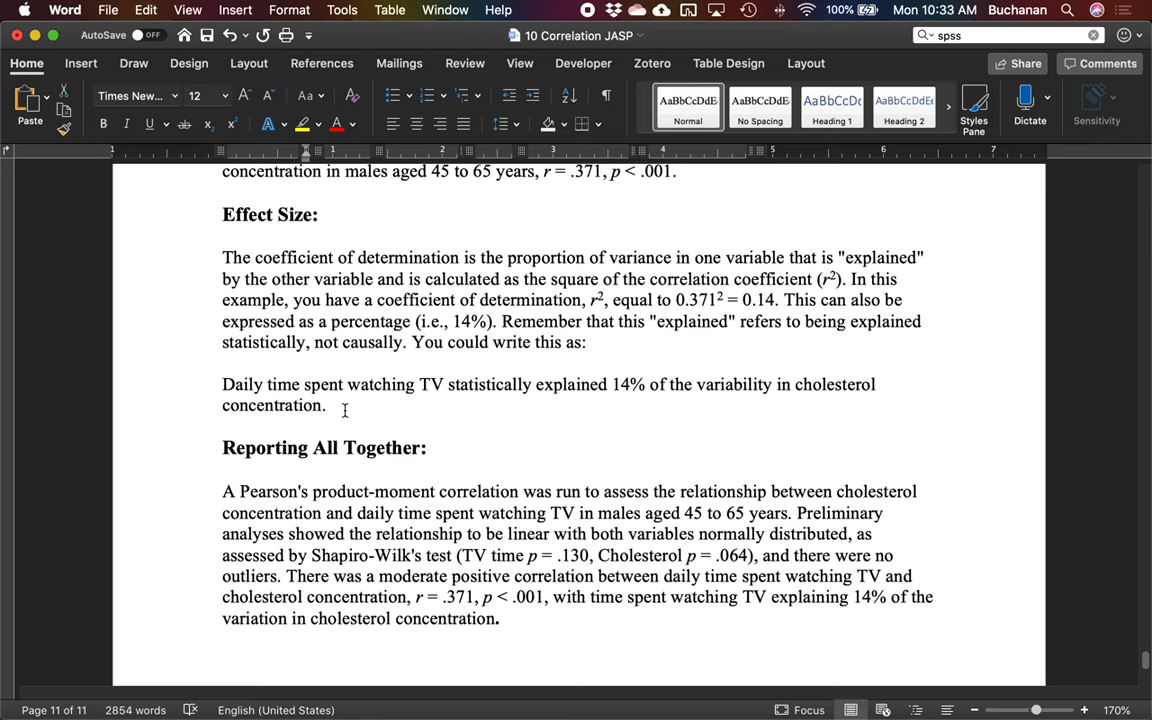 Word File Edit View Insert Format Tools Table Window Help 100% Mon 10:33 AM Buchanan
AutoSave OFF 10 Correlation JASP spss
Home Insert Draw Design Layout References Mailings Review View Developer Zotero Table Design Layout Share Comments
Times New... 12 AaBbCcDdE AaBbCcDdE AaBbCcDc AaBbCcDdE
Paste Normal No Spacing Heading 1 Heading 2 Styles Pane Dictate Sensitivity
1 1 2 3 4 5 6 7
concentration in males aged 45 to 65 years, r = .371, p < .001.
Effect Size:
The coefficient of determination is the proportion of variance in one variable that is "explained"
by the other variable and is calculated as the square of the correlation coefficient (r²). In this
example, you have a coefficient of determination, r², equal to 0.371² = 0.14. This can also be
expressed as a percentage (i.e., 14%). Remember that this "explained" refers to being explained
statistically, not causally. You could write this as:
Daily time spent watching TV statistically explained 14% of the variability in cholesterol
concentration.
Reporting All Together:
A Pearson's product-moment correlation was run to assess the relationship between cholesterol
concentration and daily time spent watching TV in males aged 45 to 65 years. Preliminary
analyses showed the relationship to be linear with both variables normally distributed, as
assessed by Shapiro-Wilk's test (TV time p = .130, Cholesterol p = .064), and there were no
outliers. There was a moderate positive correlation between daily time spent watching TV and
cholesterol concentration, r = .371, p < .001, with time spent watching TV explaining 14% of the
variation in cholesterol concentration.
Page 11 of 11 2854 words English (United States) Focus 170%